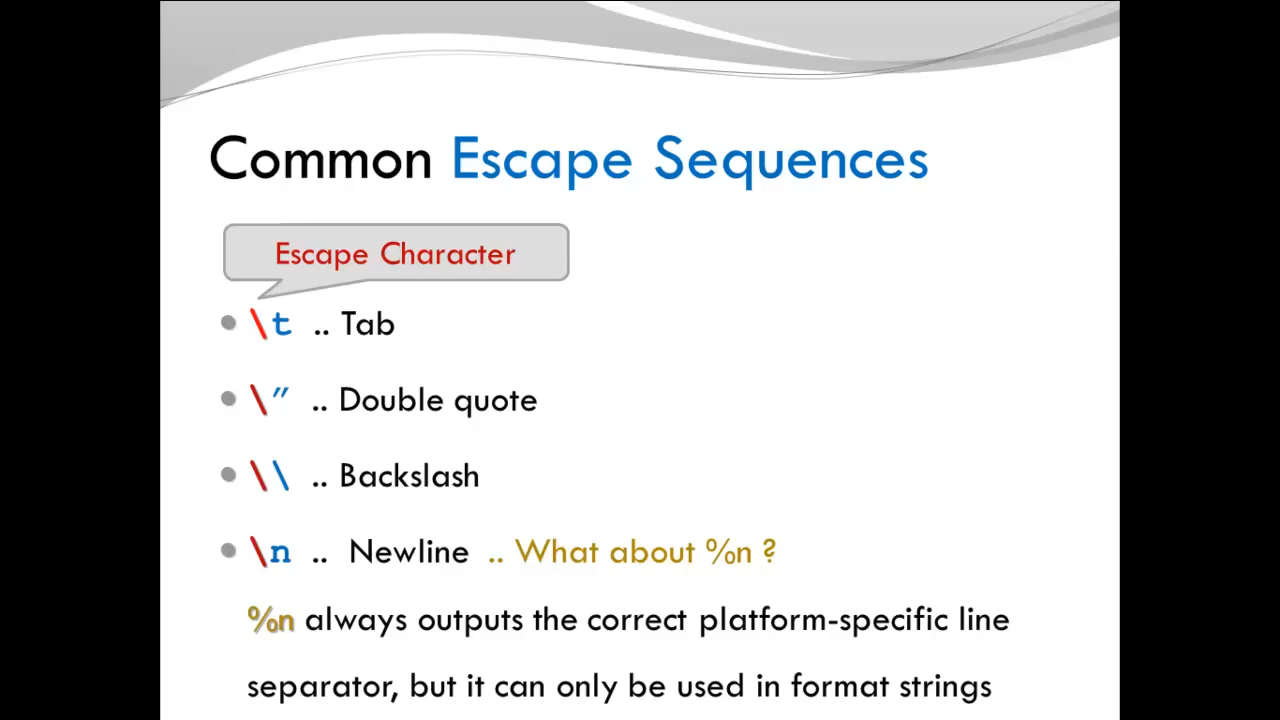 Common Escape Sequences
Escape Character
\t .. Tab
\” .. Double quote
\\ .. Backslash
\n .. Newline .. What about %n ?
%n always outputs the correct platform-specific line
separator, but it can only be used in format strings